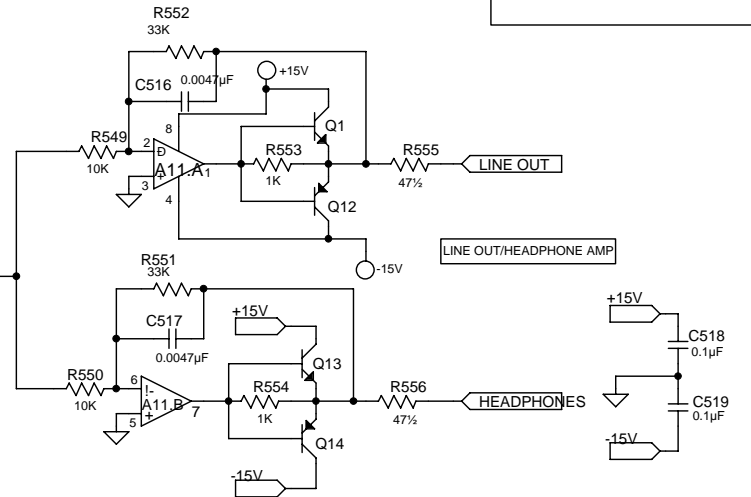 R552
33K
C516
0.0047µF
+15V
8
Q1
R549
10K
2
Ð
A11.A
1
3
+
4
R553
1K
R555
47½
LINE OUT
Q12
-15V
LINE OUT/HEADPHONE AMP
R551
33K
C517
0.0047µF
+15V
Q13
R550
10K
6
!-
A11.B
7
5
+
R554
1K
R556
47½
HEADPHONES
Q14
-15V
+15V
C518
0.1µF
C519
0.1µF
-15V